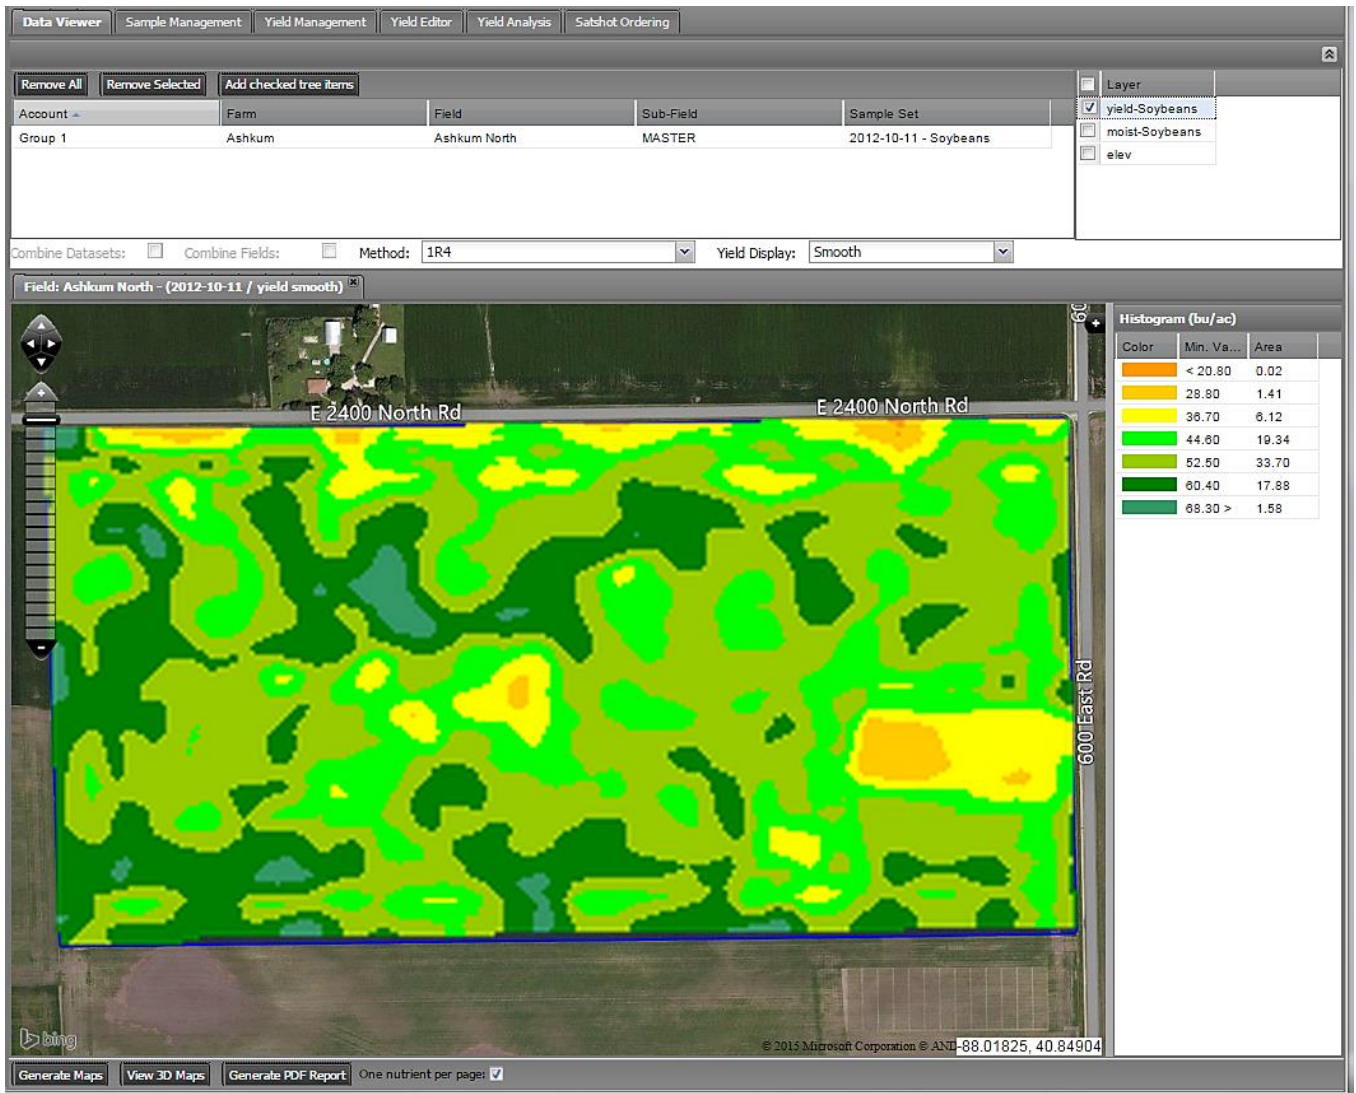 Data Viewer Sample Management Yield Management Yield Editor Yield Analysis Satshot Ordering
Remove All Remove Selected Add checked tree items
Layer
Account Farm Field Sub-Field Sample Set
yield-Soybeans
Group 1 Ashkum Ashkum North MASTER 2012-10-11 - Soybeans
moist-Soybeans
elev
Combine Datasets: Combine Fields: Method: 1R4 Yield Display: Smooth
Field: Ashkum North - (2012-10-11 / yield smooth)
Histogram (bu/ac)
Color Min. Va... Area
< 20.80 0.02
28.80 1.41
36.70 6.12
44.60 19.34
52.50 33.70
60.40 17.88
68.30 > 1.58
60
E 2400 North Rd
E 2400 North Rd
600 East Rd
bing
© 2015 Microsoft Corporation © AND
-88.01825, 40.84904
Generate Maps View 3D Maps Generate PDF Report One nutrient per page: